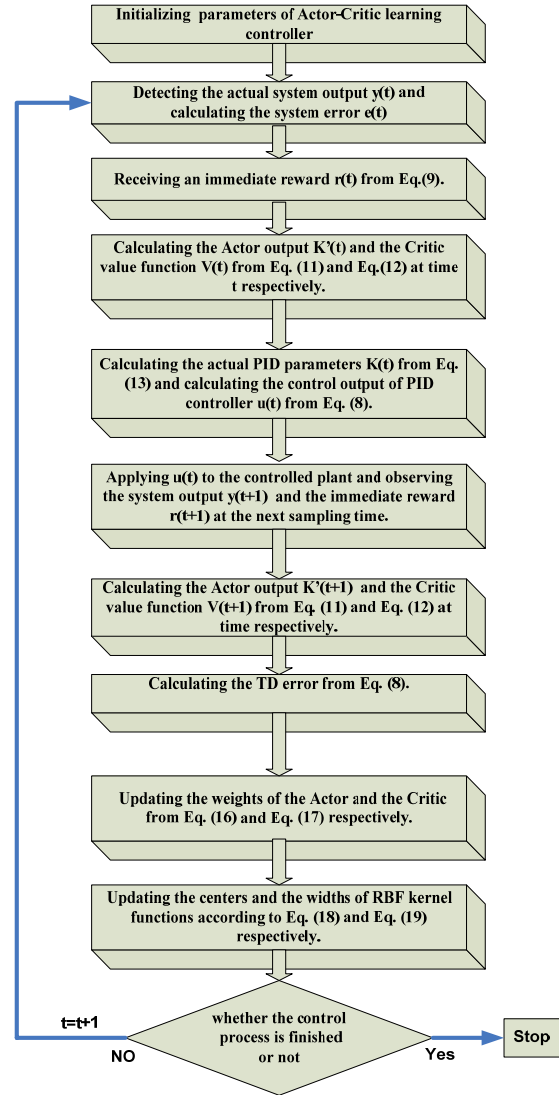 Initializing parameters of Actor-Critic learning
controller
Detecting the actual system output y(t) and
calculating the system error e(t)
Receiving an immediate reward r(t) from Eq.(9).
Calculating the Actor output K'(t) and the Critic
value function V(t) from Eq. (11) and Eq.(12) at time
t respectively.
Calculating the actual PID parameters K(t) from Eq.
(13) and calculating the control output of PID
controller u(t) from Eq. (8).
Applying u(t) to the controlled plant and observing
the system output y(t+1) and the immediate reward
r(t+1) at the next sampling time.
Calculating the Actor output K'(t+1) and the Critic
value function V(t+1) from Eq. (11) and Eq. (12) at
time respectively.
Calculating the TD error from Eq. (8).
Updating the weights of the Actor and the Critic
from Eq. (16) and Eq. (17) respectively.
Updating the centers and the widths of RBF kernel
functions according to Eq. (18) and Eq. (19)
respectively.
whether the control
process is finished
or not
t=t+1
NO
Yes
Stop